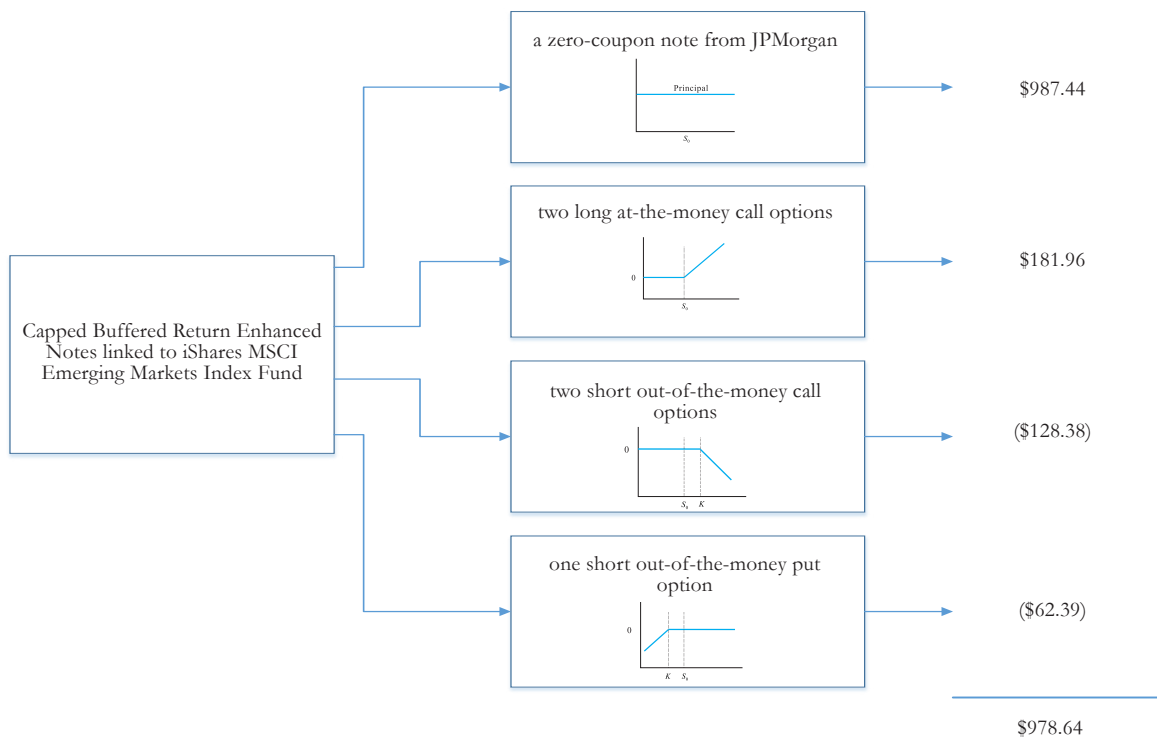 a zero-coupon note from JPMorgan
Principal
S₀
$987.44
two long at-the-money call options
0
S₀
$181.96
Capped Buffered Return Enhanced
Notes linked to iShares MSCI
Emerging Markets Index Fund
two short out-of-the-money call
options
0
S₀ K
($128.38)
one short out-of-the-money put
option
0
K S₀
($62.39)
$978.64